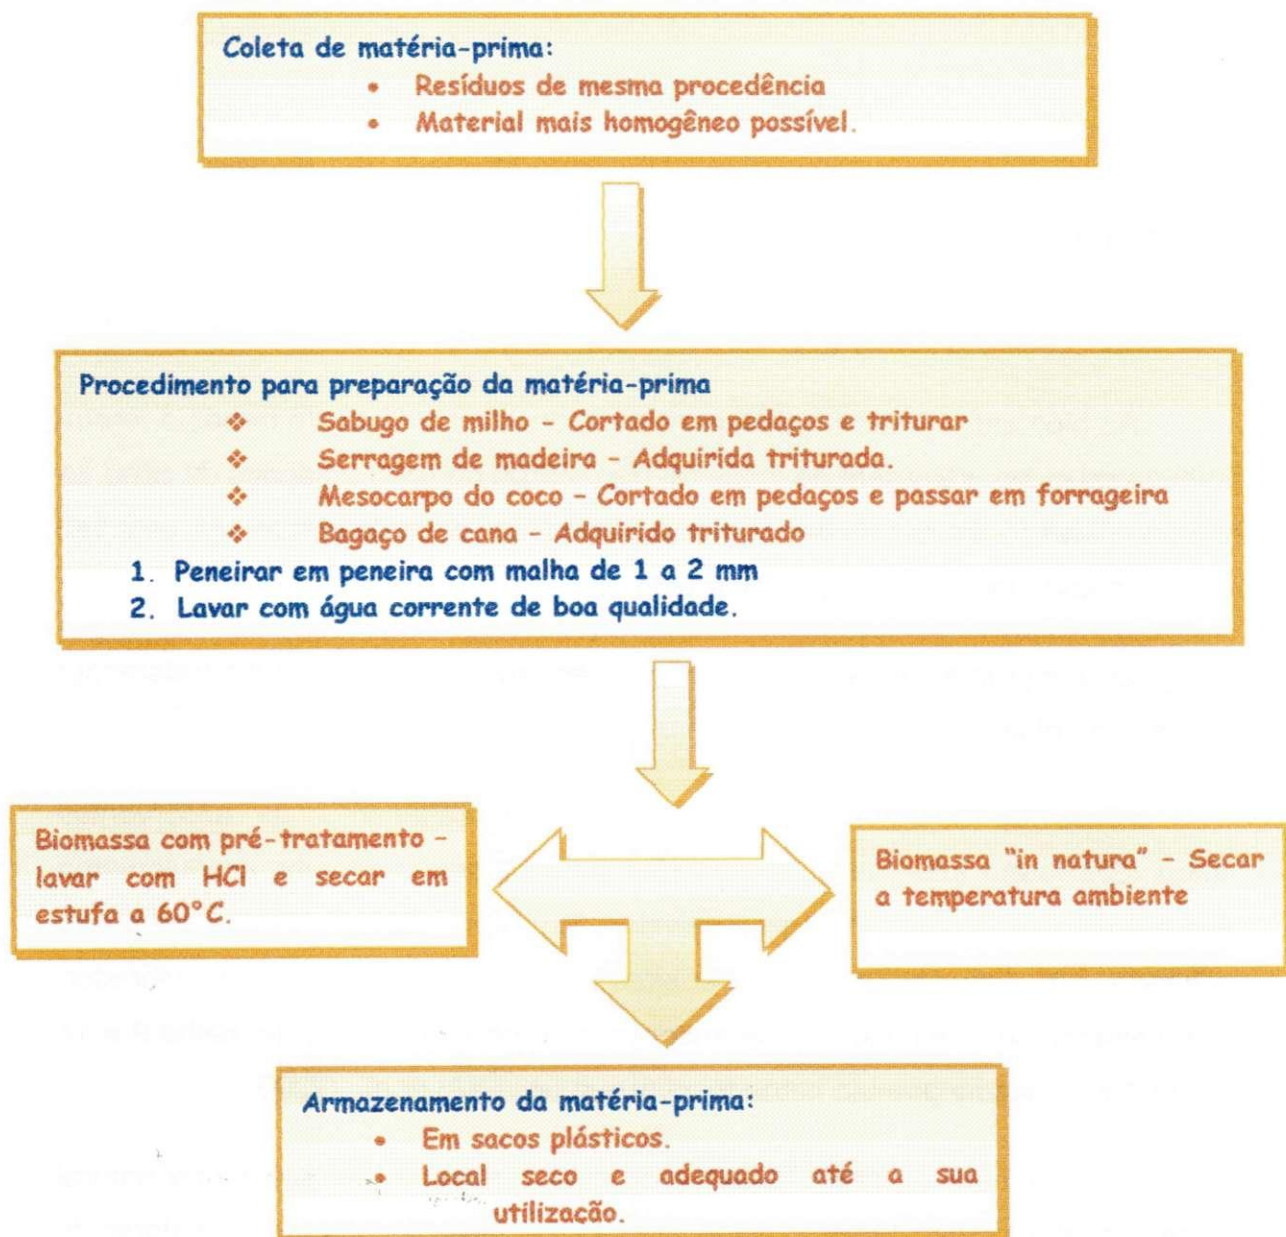 Coleta de matéria-prima:
• Resíduos de mesma procedência
• Material mais homogêneo possível.
Procedimento para preparação da matéria-prima
❖ Sabugo de milho - Cortado em pedaços e triturar
❖ Serragem de madeira - Adquirida triturada.
❖ Mesocarpo do coco - Cortado em pedaços e passar em forrageira
❖ Bagaço de cana - Adquirido triturado
1. Peneirar em peneira com malha de 1 a 2 mm
2. Lavar com água corrente de boa qualidade.
Biomassa com pré-tratamento -
lavar com HCl e secar em
estufa a 60°C.
Biomassa "in natura" - Secar
a temperatura ambiente
Armazenamento da matéria-prima:
• Em sacos plásticos.
• Local seco e adequado até a sua
utilização.